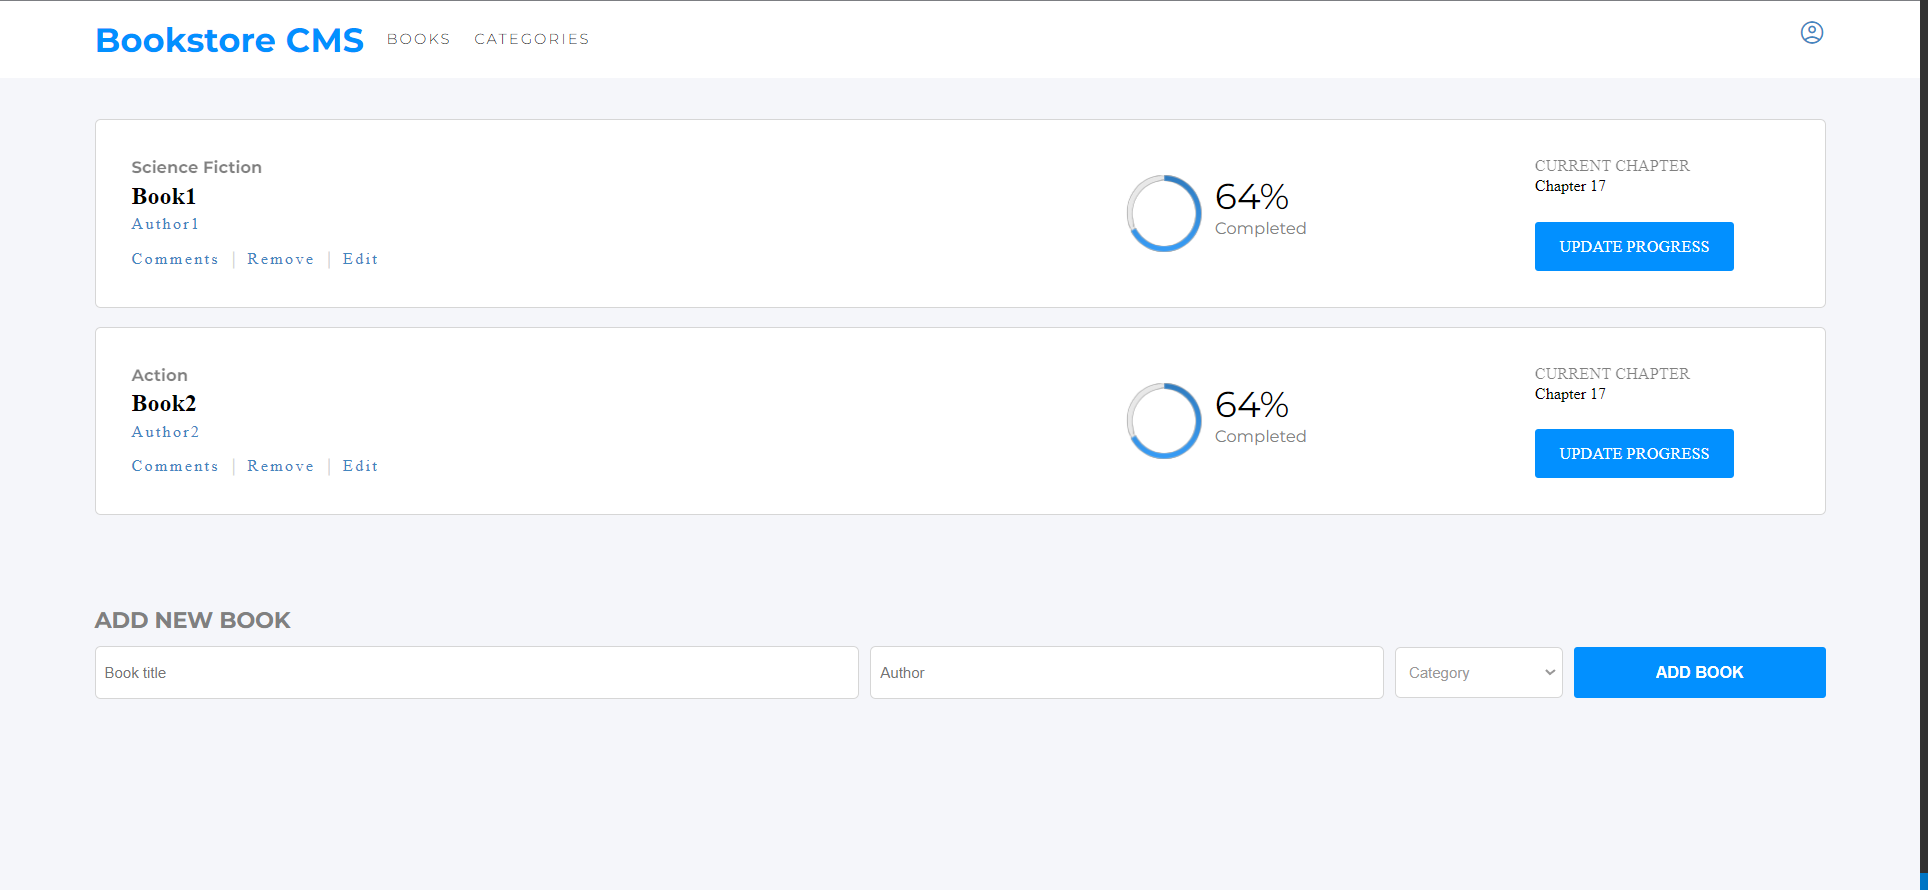 Bookstore CMS BOOKS CATEGORIES
Science Fiction
Book1
Author1
Comments | Remove | Edit
64%
Completed
CURRENT CHAPTER
Chapter 17
UPDATE PROGRESS
Action
Book2
Author2
Comments | Remove | Edit
64%
Completed
CURRENT CHAPTER
Chapter 17
UPDATE PROGRESS
ADD NEW BOOK
Book title Author Category ADD BOOK